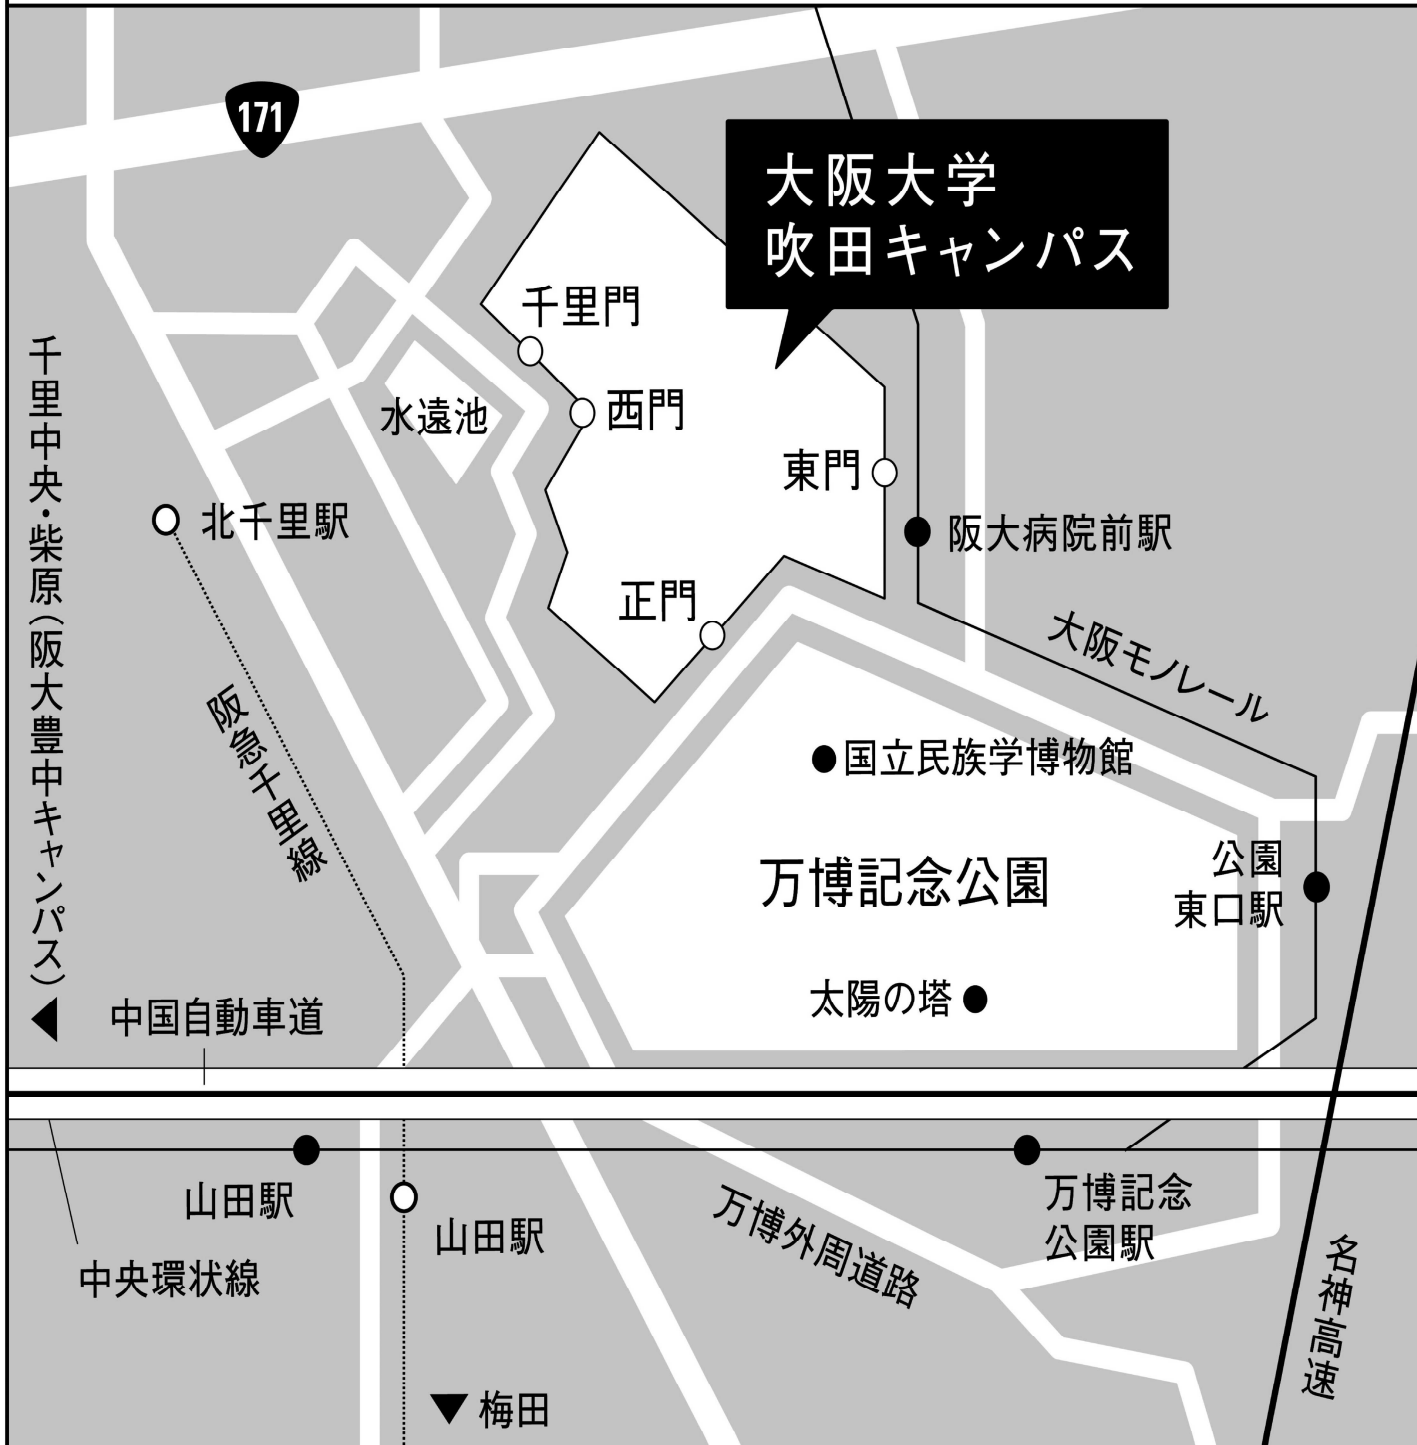 171
大阪大学
吹田キャンパス
千里門
西門
水遠池
東門
北千里駅
阪大病院前駅
正門
千里中央・柴原(阪大豊中キャンパス)
大阪モノレール
阪急千里線
国立民族学博物館
万博記念公園
公園
東口駅
太陽の塔
中国自動車道
山田駅
山田駅
万博記念
公園駅
中央環状線
万博外周道路
名神高速
梅田